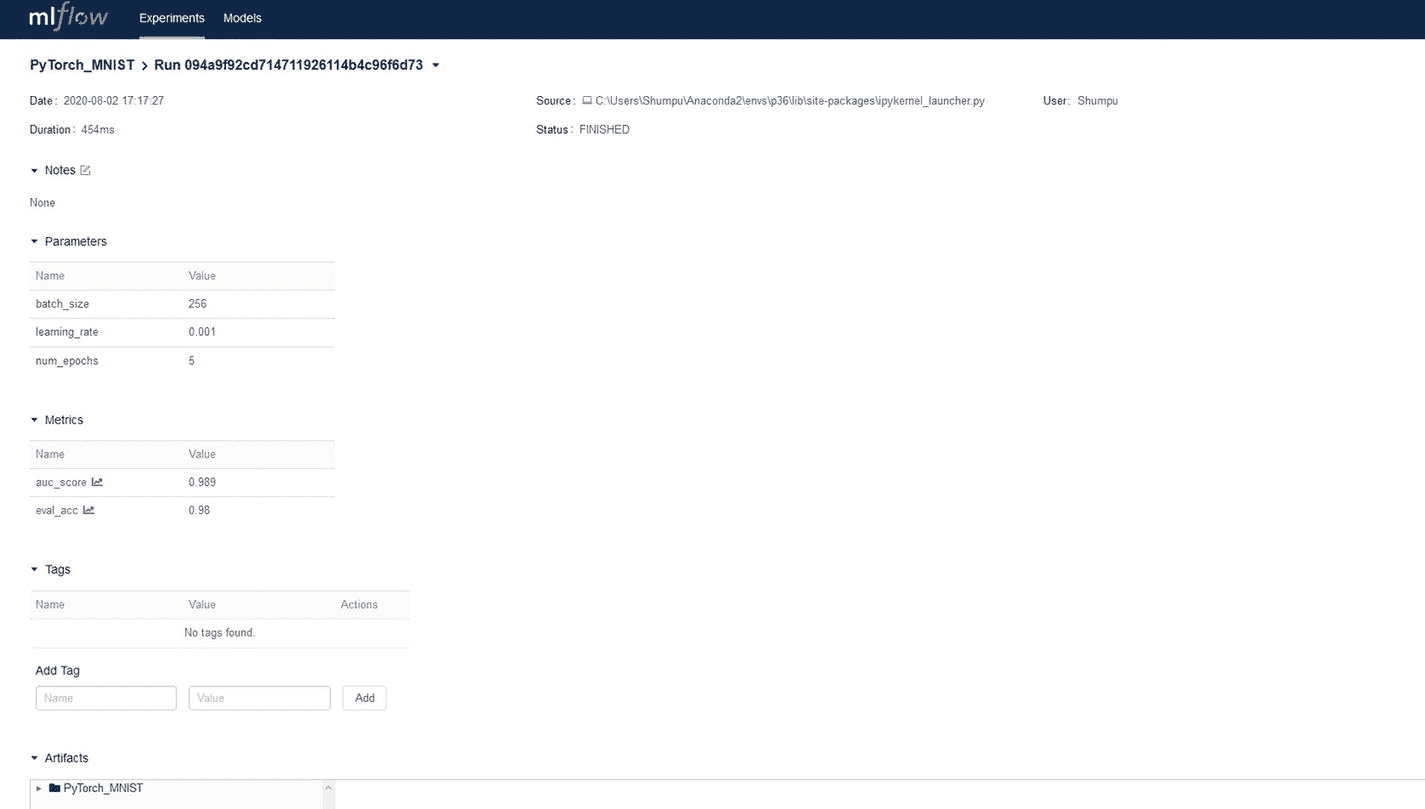 mlflow Experiments Models
PyTorch_MNIST > Run 094a9f92cd714711926114b4c96f6d73
Date: 2020-08-02 17:17:27 Source: C:\Users\Shumpu\Anaconda2\envs\p36\lib\site-packages\ipykernel_launcher.py User: Shumpu
Duration: 454ms Status: FINISHED
Notes
None
Parameters
Name Value
batch_size 256
learning_rate 0.001
num_epochs 5
Metrics
Name Value
auc_score 0.989
eval_acc 0.98
Tags
Name Value Actions
No tags found.
Add Tag
Name Value Add
Artifacts
PyTorch_MNIST